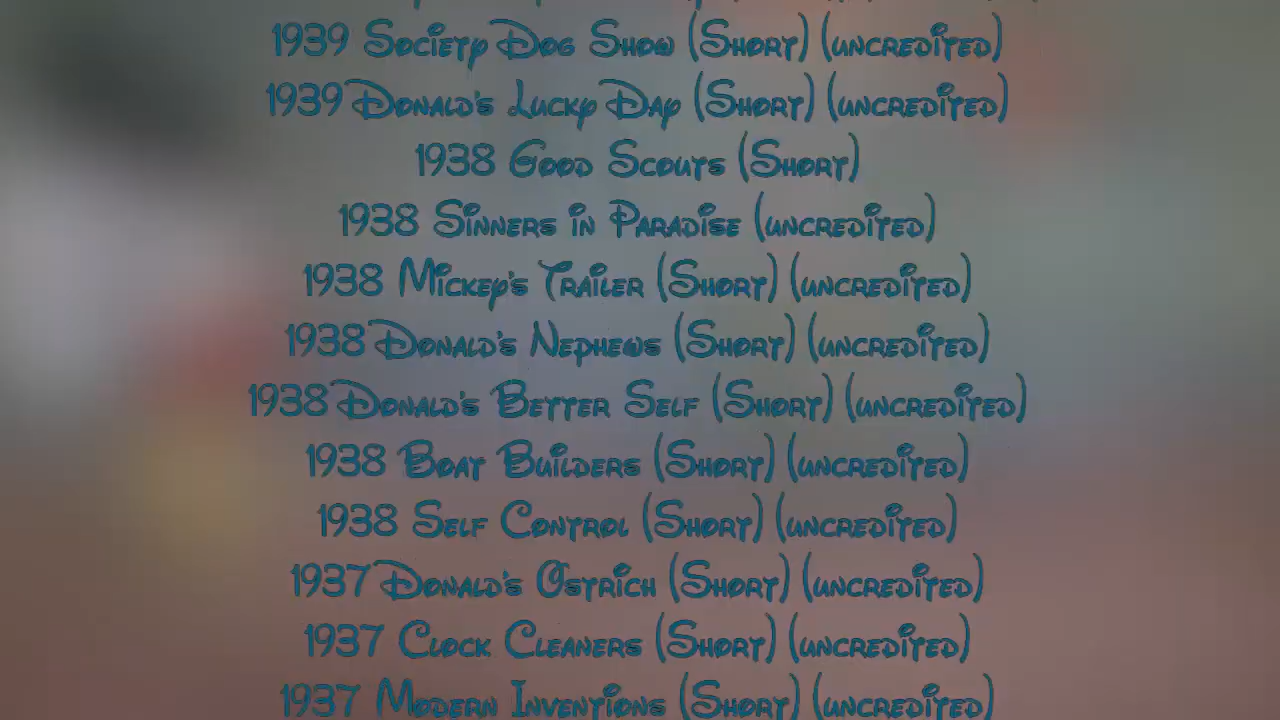 1939 Society Dog Show (Short) (uncredited)
1939 Donald's Lucky Day (Short) (uncredited)
1938 Good Scouts (Short)
1938 Sinners in Paradise (uncredited)
1938 Mickey's Trailer (Short) (uncredited)
1938 Donald's Nephews (Short) (uncredited)
1938 Donald's Better Self (Short) (uncredited)
1938 Boat Builders (Short) (uncredited)
1938 Self Control (Short) (uncredited)
1937 Donald's Ostrich (Short) (uncredited)
1937 Clock Cleaners (Short) (uncredited)
1937 Modern Inventions (Short) (uncredited)